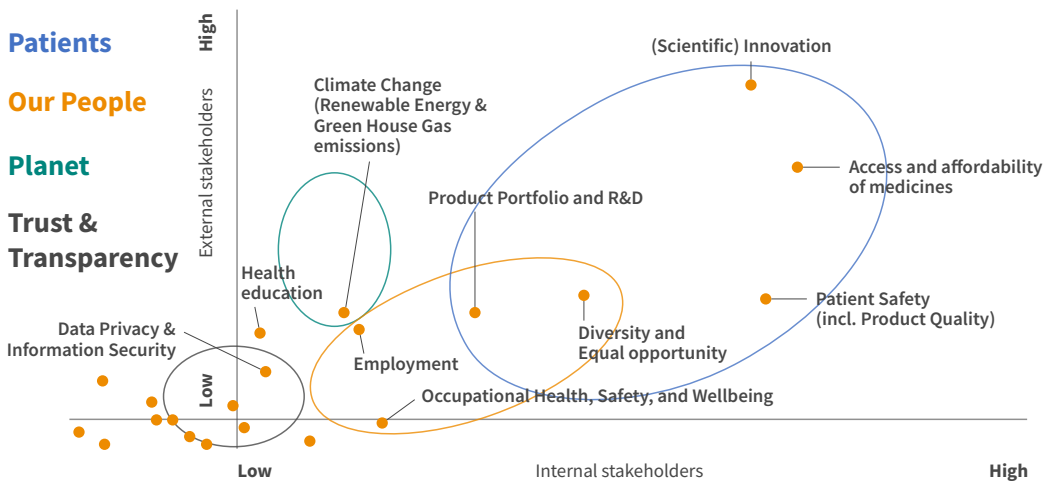 Patients
Our People
Planet
Trust &
Transparency
High
External stakeholders
Low
(Scientific) Innovation
Climate Change
(Renewable Energy &
Green House Gas
emissions)
Access and affordability
of medicines
Product Portfolio and R&D
Health
education
Patient Safety
(incl. Product Quality)
Data Privacy &
Information Security
Diversity and
Equal opportunity
Employment
Occupational Health, Safety, and Wellbeing
Low
Internal stakeholders
High